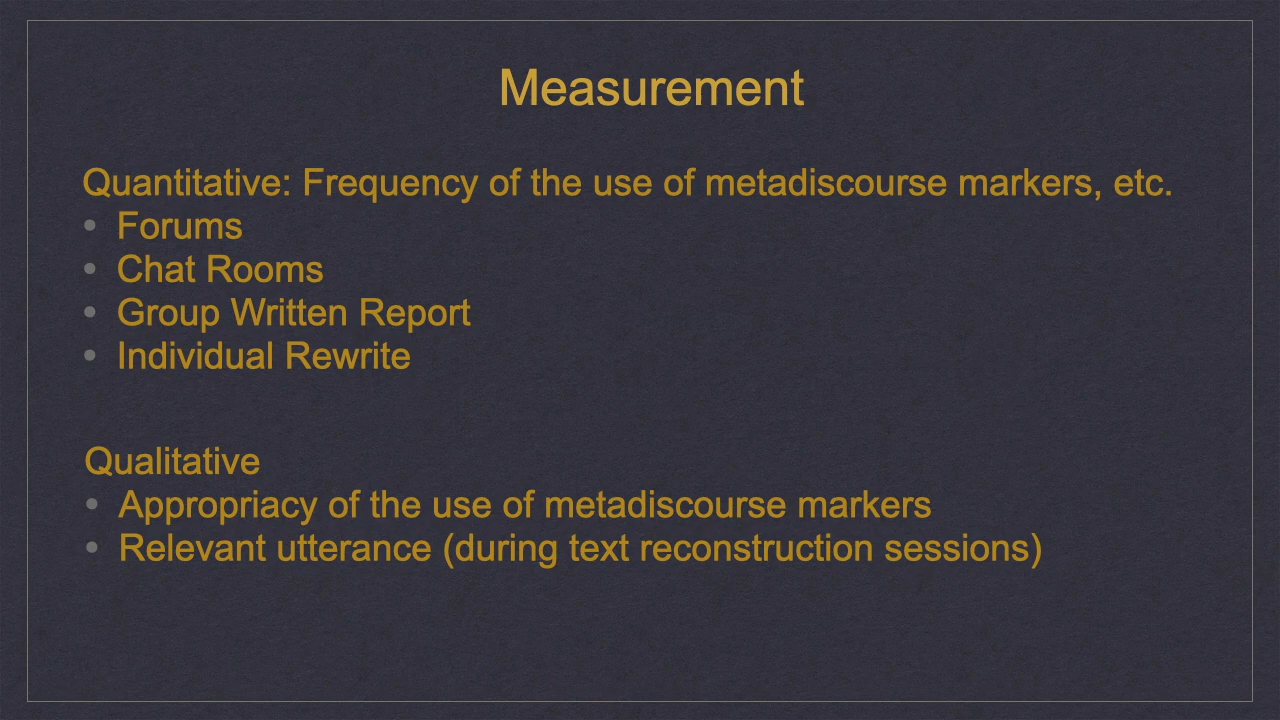 Measurement
Quantitative: Frequency of the use of metadiscourse markers, etc.
• Forums
• Chat Rooms
• Group Written Report
• Individual Rewrite
Qualitative
• Appropriacy of the use of metadiscourse markers
• Relevant utterance (during text reconstruction sessions)